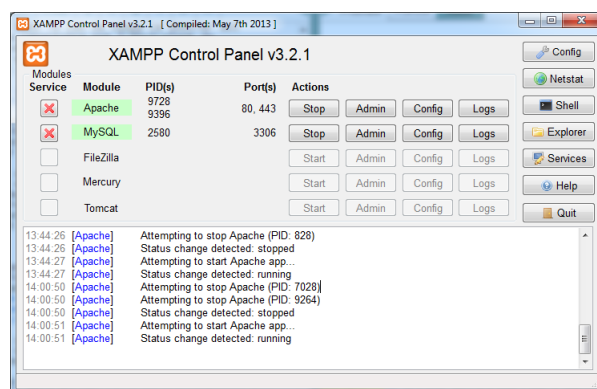 XAMPP Control Panel v3.2.1 [ Compiled: May 7th 2013 ]
XAMPP Control Panel v3.2.1
Config
Modules
Service Module PID(s) Port(s) Actions
Netstat
Apache 9728 9396 80, 443 Stop Admin Config Logs
Shell
MySQL 2580 3306 Stop Admin Config Logs
Explorer
FileZilla Start Admin Config Logs
Services
Mercury Start Admin Config Logs
Help
Tomcat Start Admin Config Logs
Quit
13:44:26 [Apache] Attempting to stop Apache (PID: 828)
13:44:26 [Apache] Status change detected: stopped
13:44:27 [Apache] Attempting to start Apache app...
13:44:27 [Apache] Status change detected: running
14:00:50 [Apache] Attempting to stop Apache (PID: 7028)
14:00:50 [Apache] Attempting to stop Apache (PID: 9264)
14:00:50 [Apache] Status change detected: stopped
14:00:51 [Apache] Attempting to start Apache app...
14:00:51 [Apache] Status change detected: running